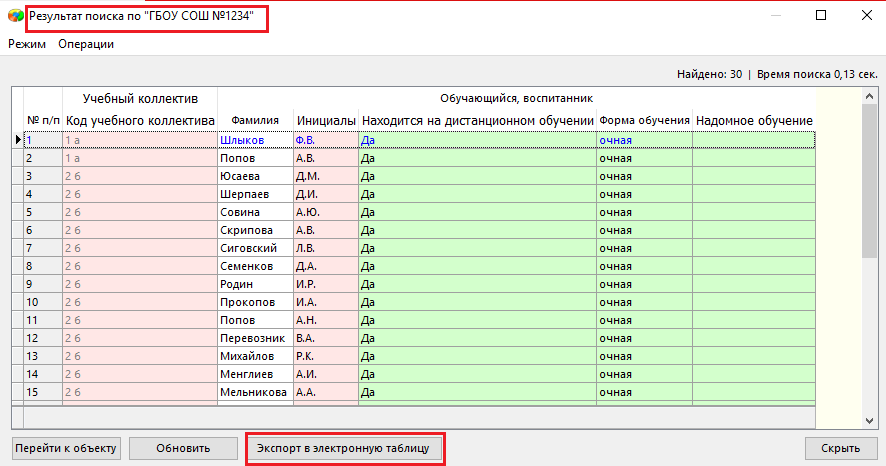 Результат поиска по "ГБОУ СОШ №1234"
Режим Операции
Найдено: 30 | Время поиска 0,13 сек.
Учебный коллектив Обучающийся, воспитанник
№ п/п Код учебного коллектива Фамилия Инициалы Находится на дистанционом обучении Форма обучения Надомное обучение
1 1 а Шлыков Ф.В. Да очная
2 1 а Попов А.В. Да очная
3 2 б Юсаева Д.М. Да очная
4 2 б Шерпаев Д.И. Да очная
5 2 б Совина А.Ю. Да очная
6 2 б Скрипова А.В. Да очная
7 2 б Сиговский Л.В. Да очная
8 2 б Семенков Д.А. Да очная
9 2 б Родин И.Р. Да очная
10 2 б Прокопов И.А. Да очная
11 2 б Попов А.Н. Да очная
12 2 б Перевозник В.А. Да очная
13 2 б Михайлов Р.К. Да очная
14 2 б Менглиев А.И. Да очная
15 2 б Мельникова А.А. Да очная
Перейти к объекту Обновить Экспорт в электронную таблицу Скрыть